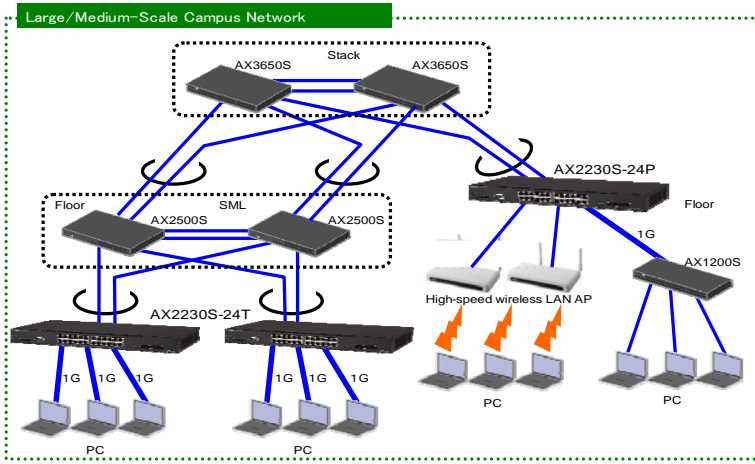 Large/Medium-Scale Campus Network
Stack
AX3650S
AX3650S
AX2230S-24P
Floor
SML
Floor
AX2500S
AX2500S
1G
AX1200S
High-speed wireless LAN AP
AX2230S-24T
1G
1G
1G
1G
1G
1G
PC
PC
PC
PC